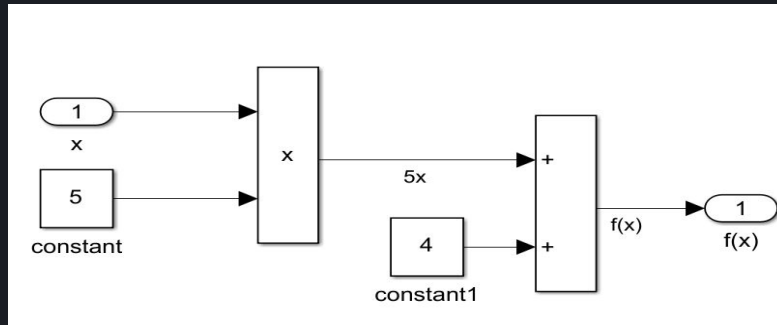 1
x
5
constant
x
5x
4
constant1
+
+
f(x)
1
f(x)